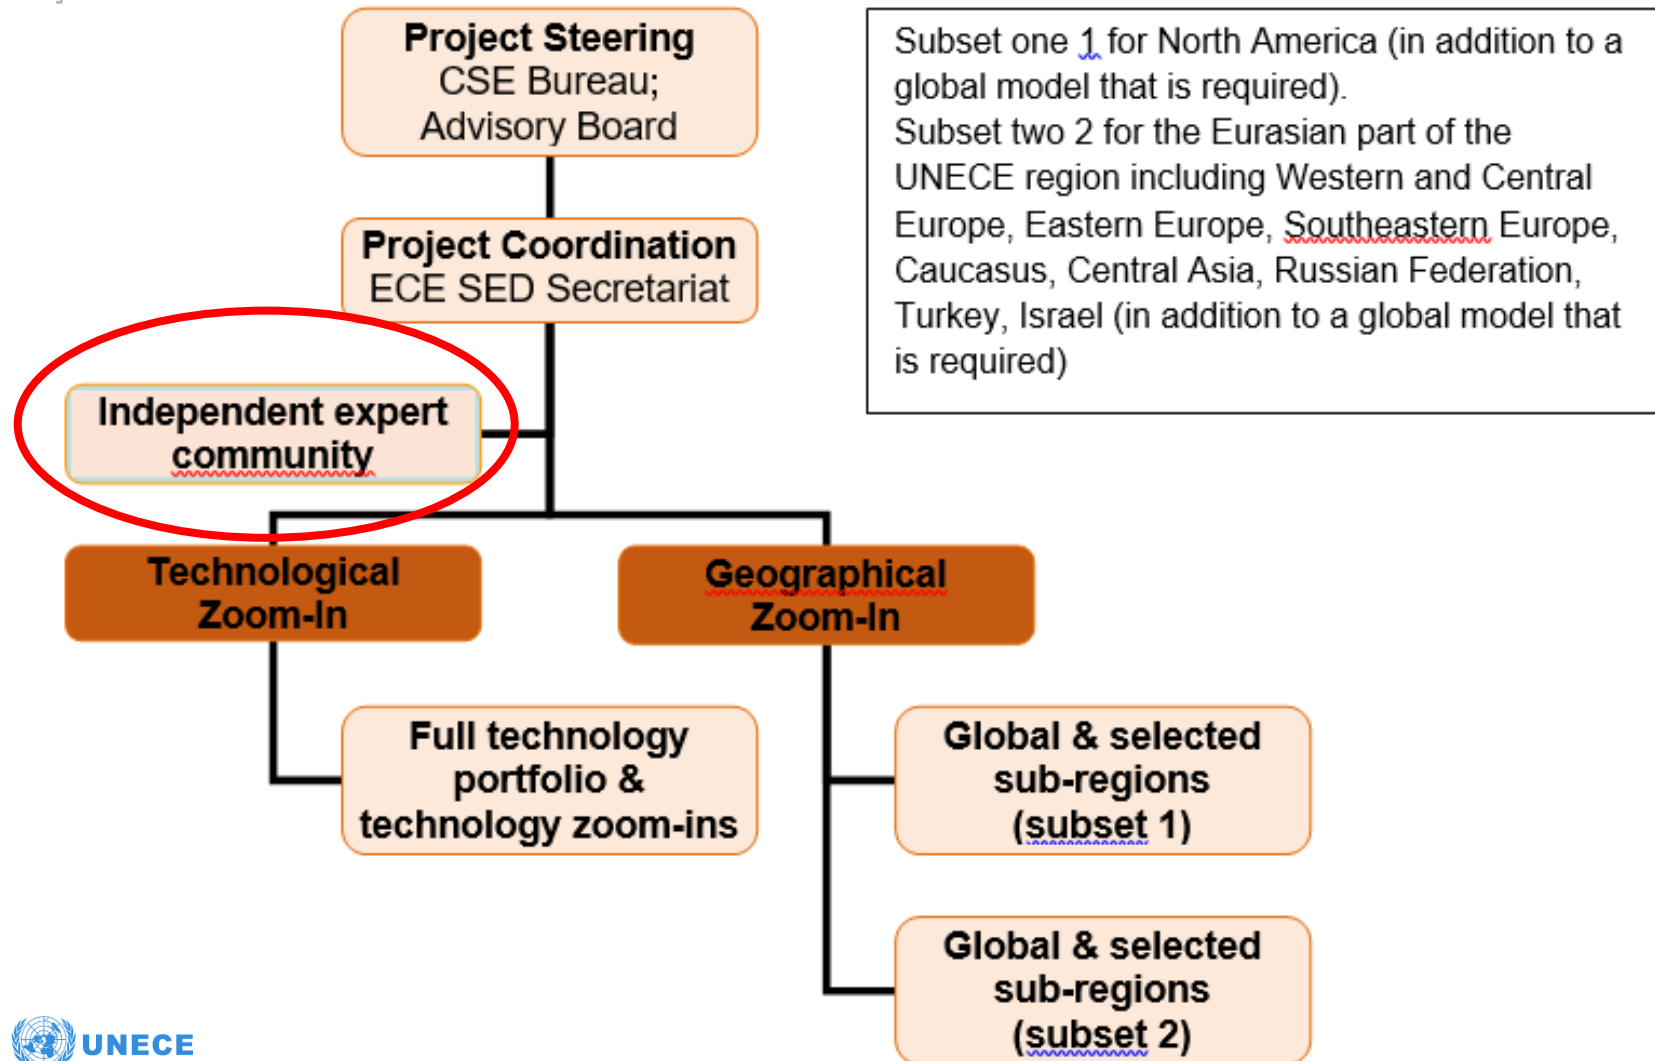 Project Steering
CSE Bureau;
Advisory Board
Subset one 1 for North America (in addition to a
global model that is required).
Subset two 2 for the Eurasian part of the
UNECE region including Western and Central
Europe, Eastern Europe, Southeastern Europe,
Caucasus, Central Asia, Russian Federation,
Turkey, Israel (in addition to a global model that
is required)
Project Coordination
ECE SED Secretariat
Independent expert
community
Technological
Zoom-In
Geographical
Zoom-In
Full technology
portfolio &
technology zoom-ins
Global & selected
sub-regions
(subset 1)
Global & selected
sub-regions
(subset 2)
UNECE